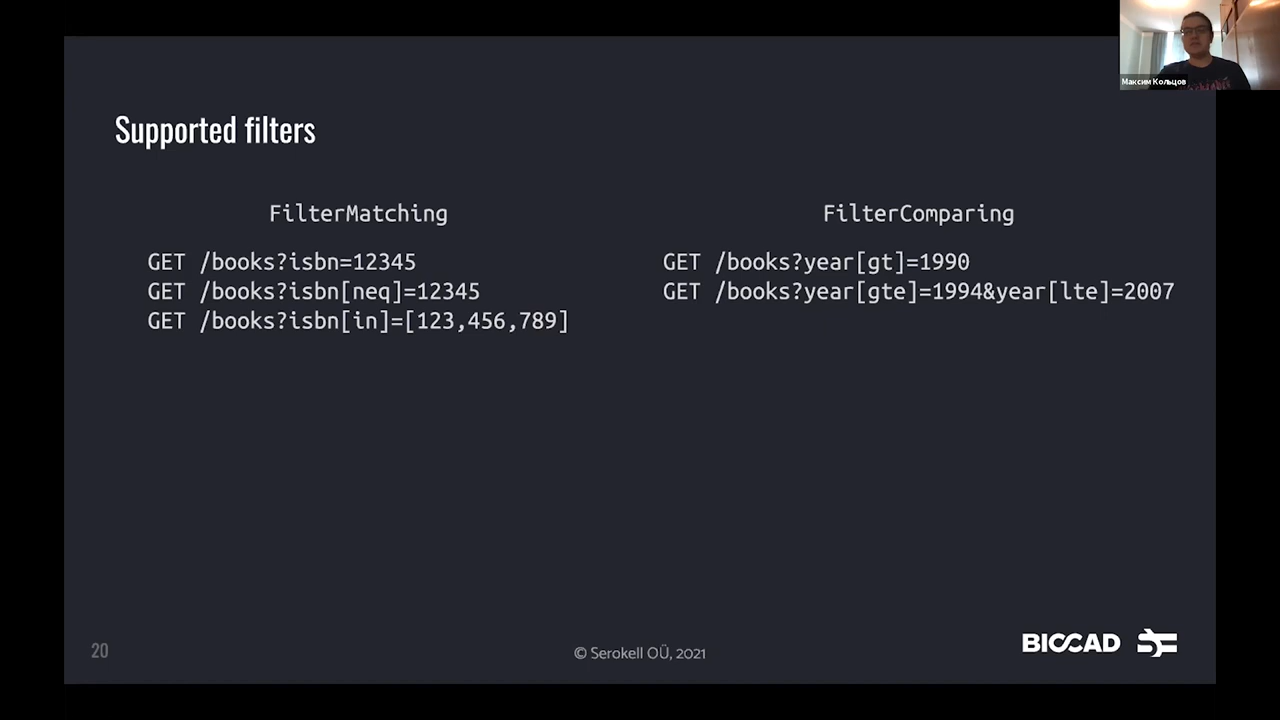 Максим Кольцов
Supported filters
FilterMatching
GET /books?isbn=12345
GET /books?isbn[neq]=12345
GET /books?isbn[in]=[123,456,789]
FilterComparing
GET /books?year[gt]=1990
GET /books?year[gte]=1994&year[lte]=2007
20
© Serokell OÜ, 2021
BIOCAD